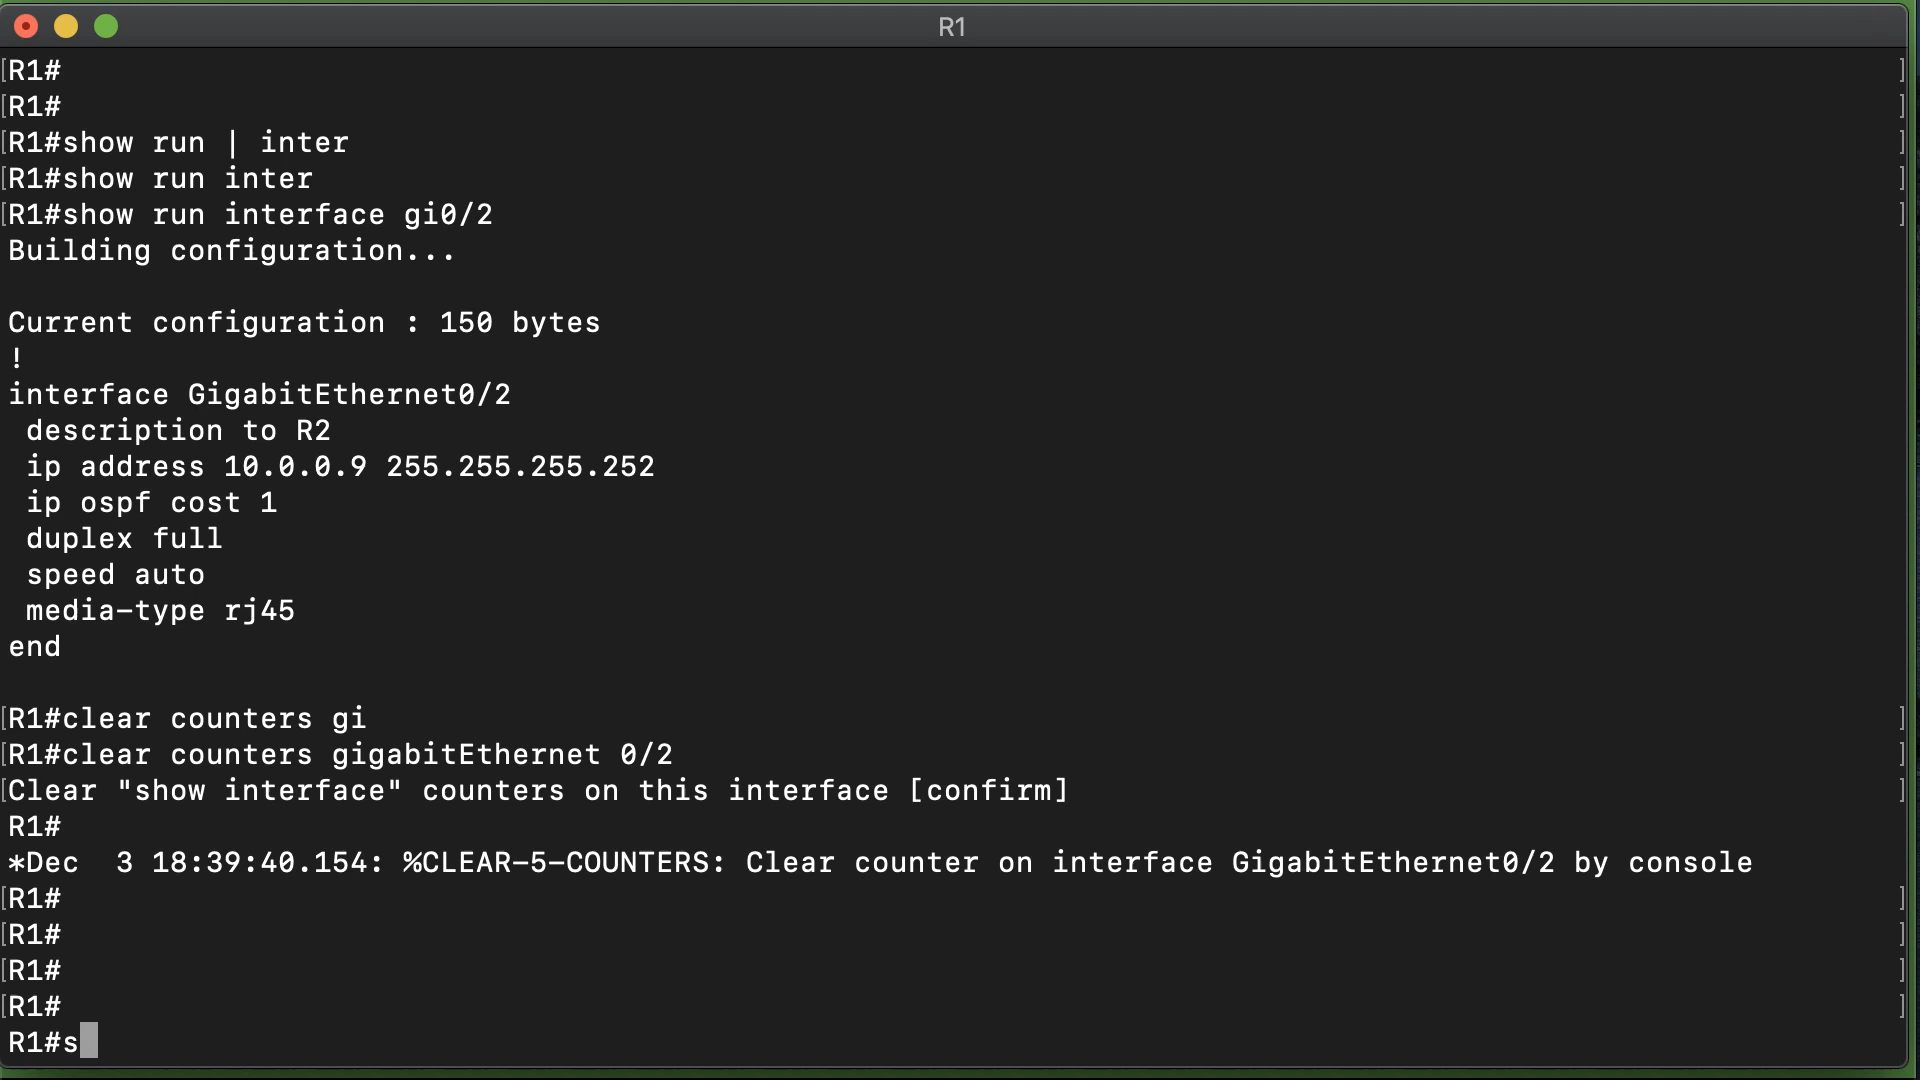 R1
[R1# ]
[R1# ]
[R1#show run | inter ]
[R1#show run inter ]
[R1#show run interface gi0/2 ]
Building configuration...
Current configuration : 150 bytes
!
interface GigabitEthernet0/2
 description to R2
 ip address 10.0.0.9 255.255.255.252
 ip ospf cost 1
 duplex full
 speed auto
 media-type rj45
end
[R1#clear counters gi ]
[R1#clear counters gigabitEthernet 0/2 ]
[Clear "show interface" counters on this interface [confirm] ]
R1#
*Dec  3 18:39:40.154: %CLEAR-5-COUNTERS: Clear counter on interface GigabitEthernet0/2 by console
[R1# ]
[R1# ]
[R1# ]
[R1# ]
R1#s